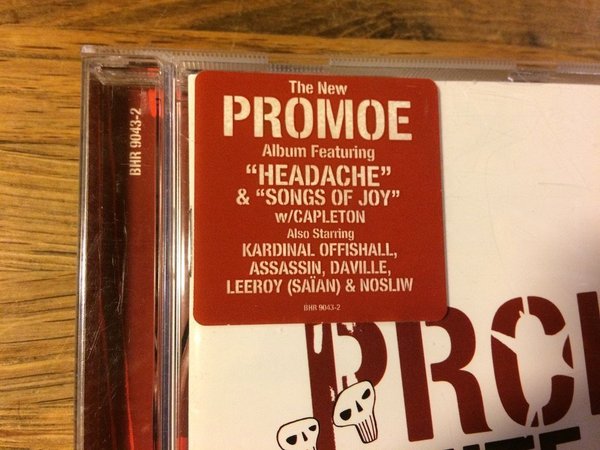 The New
PROMOE
Album Featuring
“HEADACHE”
& “SONGS OF JOY”
w/CAPLETON
Also Starring
KARDINAL OFFISHALL,
ASSASSIN, DAVILLE,
LEEROY (SAÏAN) & NOSLIW
BHR 9043-2
BHR 9043-2
PRO